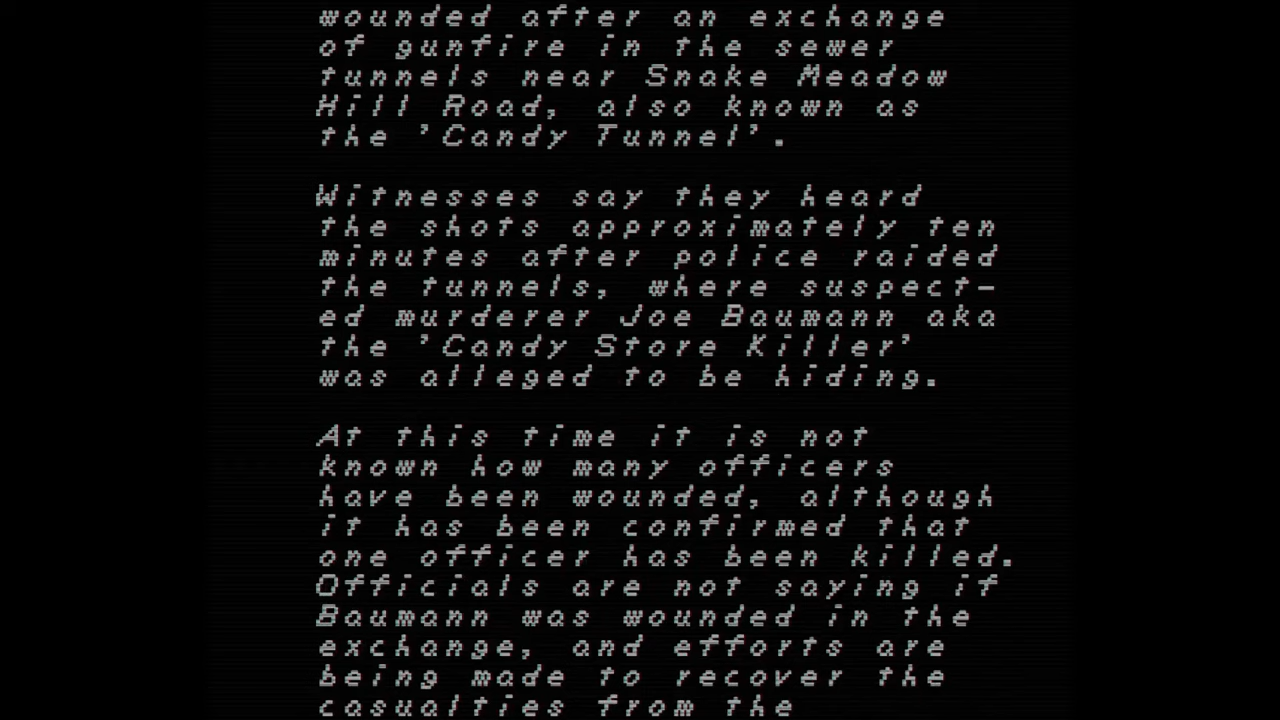 wounded after an exchange
of gunfire in the sewer
tunnels near Snake Meadow
Hill Road, also known as
the 'Candy Tunnel'.
Witnesses say they heard
the shots approximately ten
minutes after police raided
the tunnels, where suspect-
ed murderer Joe Baumann aka
the 'Candy Store Killer'
was alleged to be hiding.
At this time it is not
known how many officers
have been wounded, although
it has been confirmed that
one officer has been killed.
Officials are not saying if
Baumann was wounded in the
exchange, and efforts are
being made to recover the
casualties from the